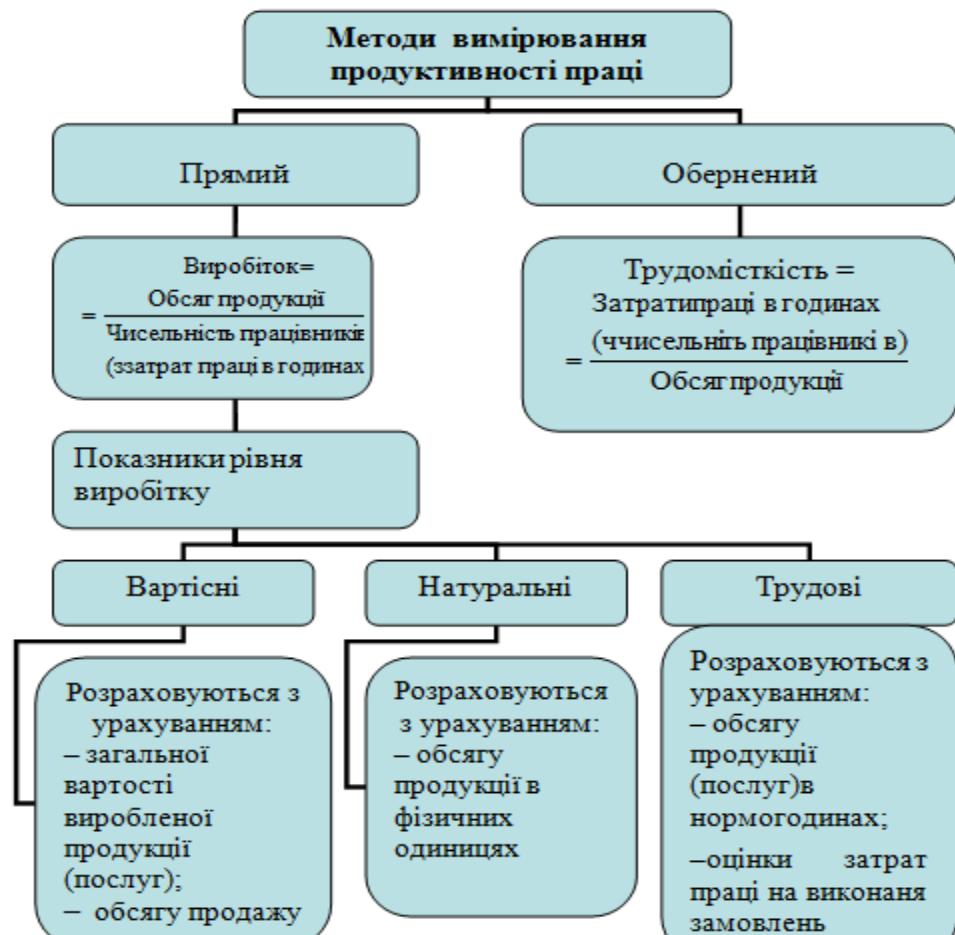 Методи вимірювання
продуктивності праці
Прямий
Обернений
Виробіток=
= Обсяг продукції
Чисельність працівників
(ззатрат праці в годинах
Трудомісткість =
Затратипраці в годинах
= (ччисельніть працівникі в)
Обсяг продукції
Показники рівня
виробітку
Вартісні
Натуральні
Трудові
Розраховуються з
урахуванням:
– загальної
вартості
виробленої
продукції
(послуг);
– обсягу продажу
Розраховуються
з урахуванням:
– обсягу
продукції в
фізичних
одиницях
Розраховуються з
урахуванням:
– обсягу
продукції
(послуг)в
нормогодинах;
–оцінки затрат
праці на виконаня
замовлень